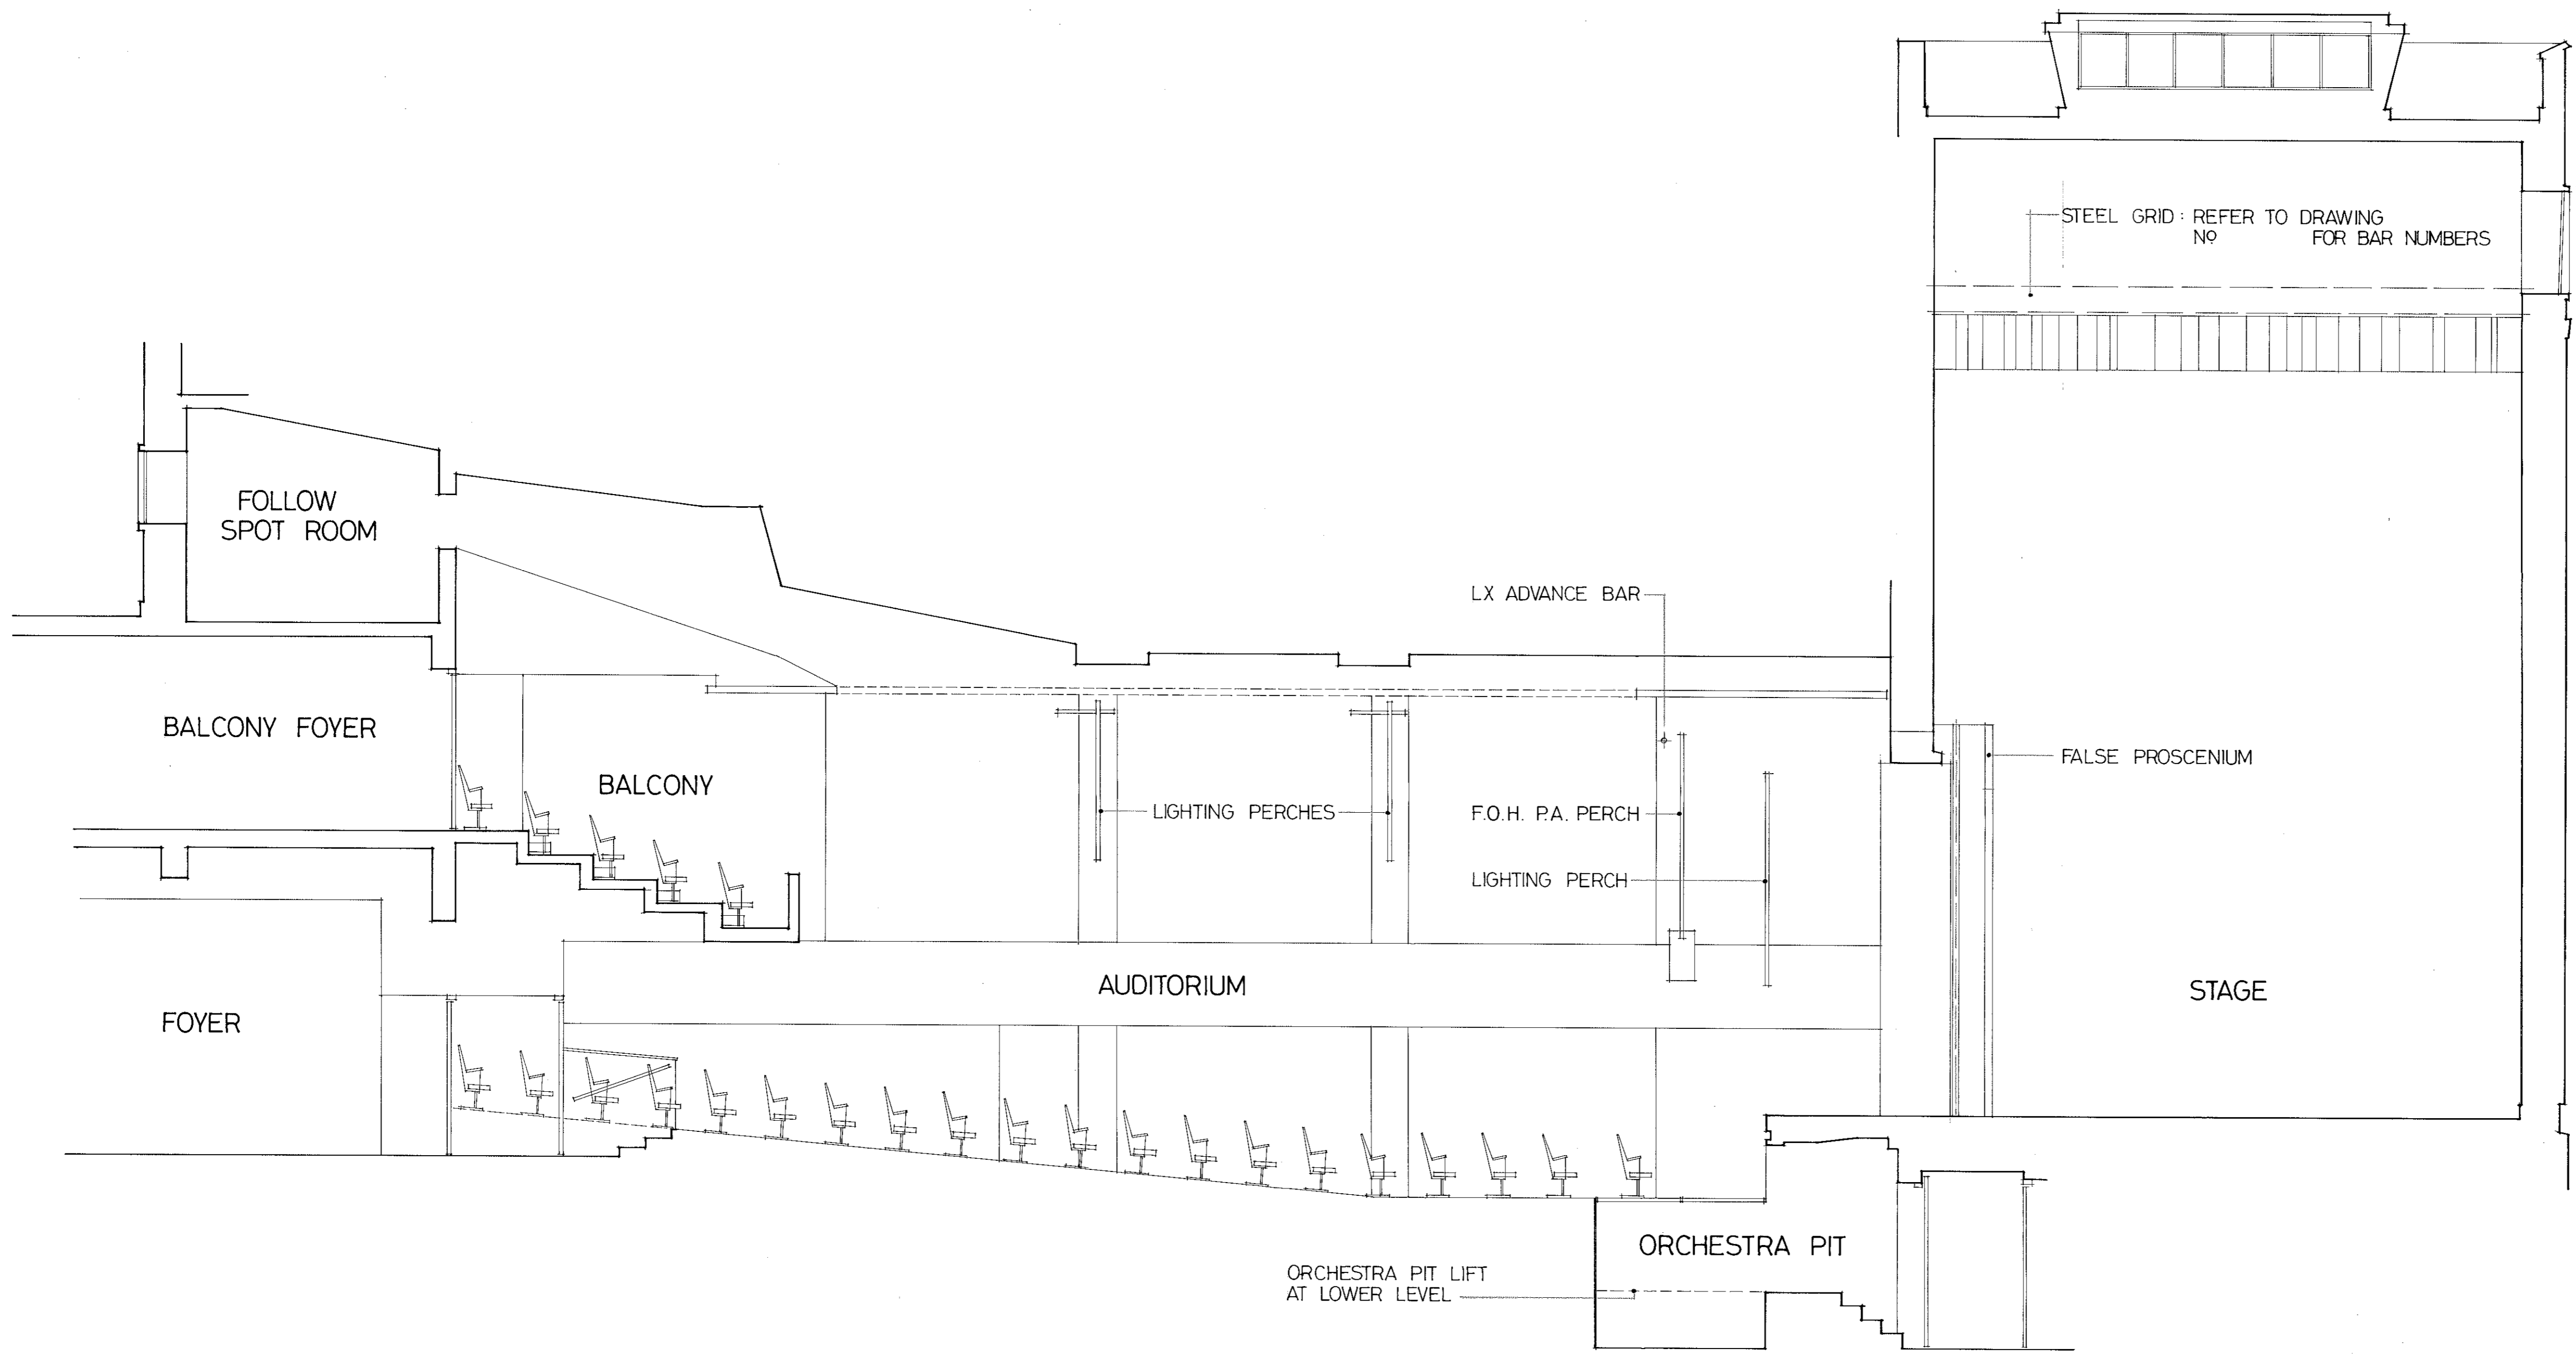 STEEL GRID : REFER TO DRAWING
Nº FOR BAR NUMBERS
FOLLOW
SPOT ROOM
LX ADVANCE BAR
BALCONY FOYER
BALCONY
FALSE PROSCENIUM
LIGHTING PERCHES
F.O.H. P.A. PERCH
LIGHTING PERCH
AUDITORIUM
STAGE
FOYER
ORCHESTRA PIT
ORCHESTRA PIT LIFT
AT LOWER LEVEL